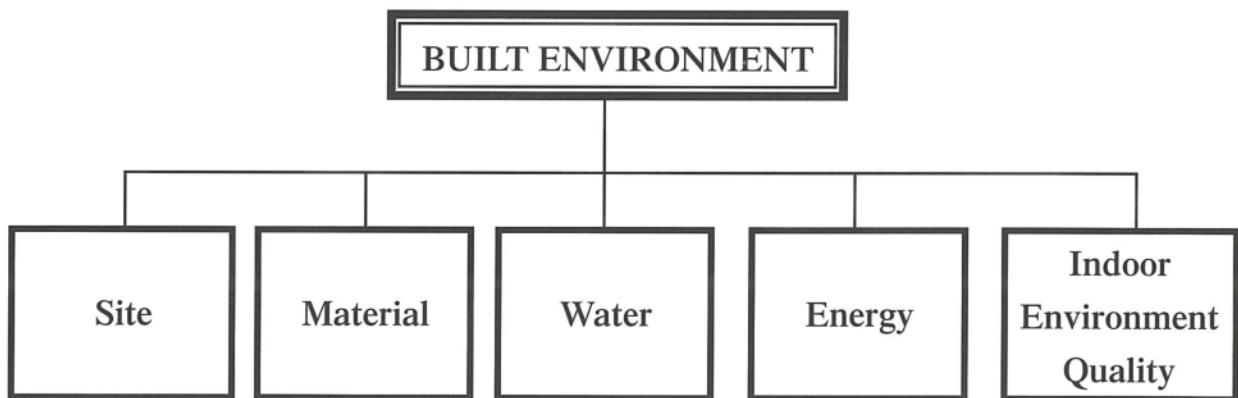 BUILT ENVIRONMENT
Site
Material
Water
Energy
Indoor
Environment
Quality